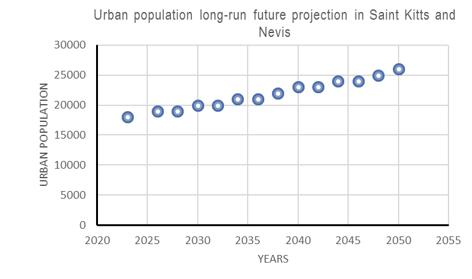 Urban population long-run future projection in Saint Kitts and
Nevis
30000
25000
20000
15000
10000
5000
0
URBAN POPULATION
2020 2025 2030 2035 2040 2045 2050 2055
YEARS